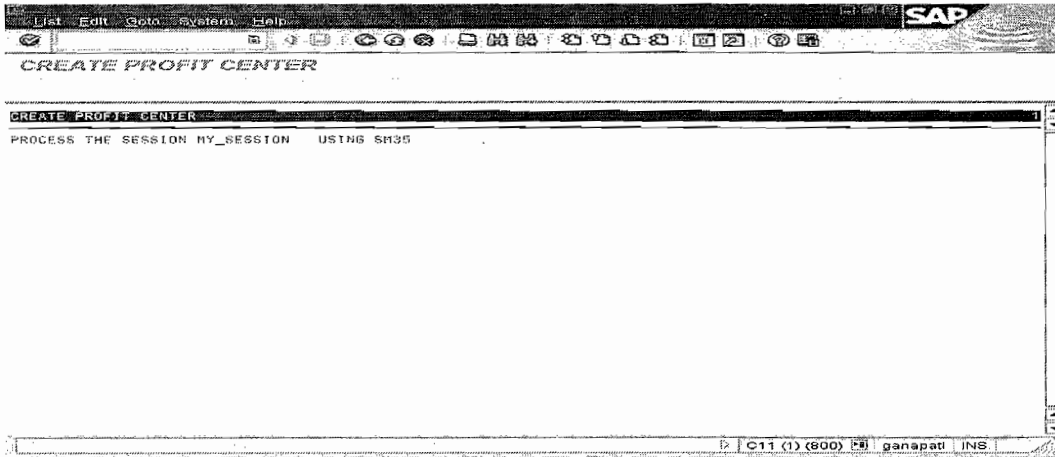 List Edit Goto System Help
SAP
CREATE PROFIT CENTER
CREATE PROFIT CENTER 1
PROCESS THE SESSION MY_SESSION USING SM35
C11 (1) (800) ganapati INS